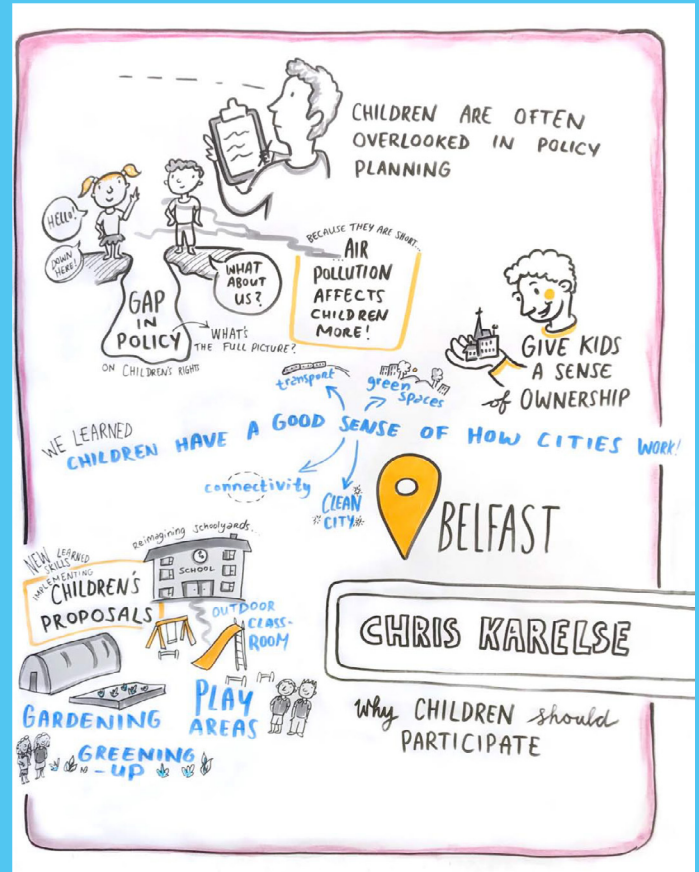 CHILDREN ARE OFTEN
OVERLOOKED IN POLICY
PLANNING
HELLO!
DOWN
HERE!
WHAT
ABOUT
US?
GAP
IN
POLICY
ON CHILDREN'S RIGHTS
WHAT'S
THE FULL PICTURE?
BECAUSE THEY ARE SHORT...
AIR
POLLUTION
AFFECTS
CHILDREN
MORE!
GIVE KIDS
A SENSE
of OWNERSHIP
transport
green
spaces
WE LEARNED
CHILDREN HAVE A GOOD SENSE OF HOW CITIES WORK!
connectivity
CLEAN
CITY
BELFAST
NEW LEARNED
SKILLS
IMPLEMENTING
CHILDREN'S
PROPOSALS
Reimagining Schoolyards...
SCHOOL
OUTDOOR
CLASS-
ROOM
GARDENING
PLAY
AREAS
GREENING
-UP
CHRIS KARELSE
why CHILDREN should
PARTICIPATE